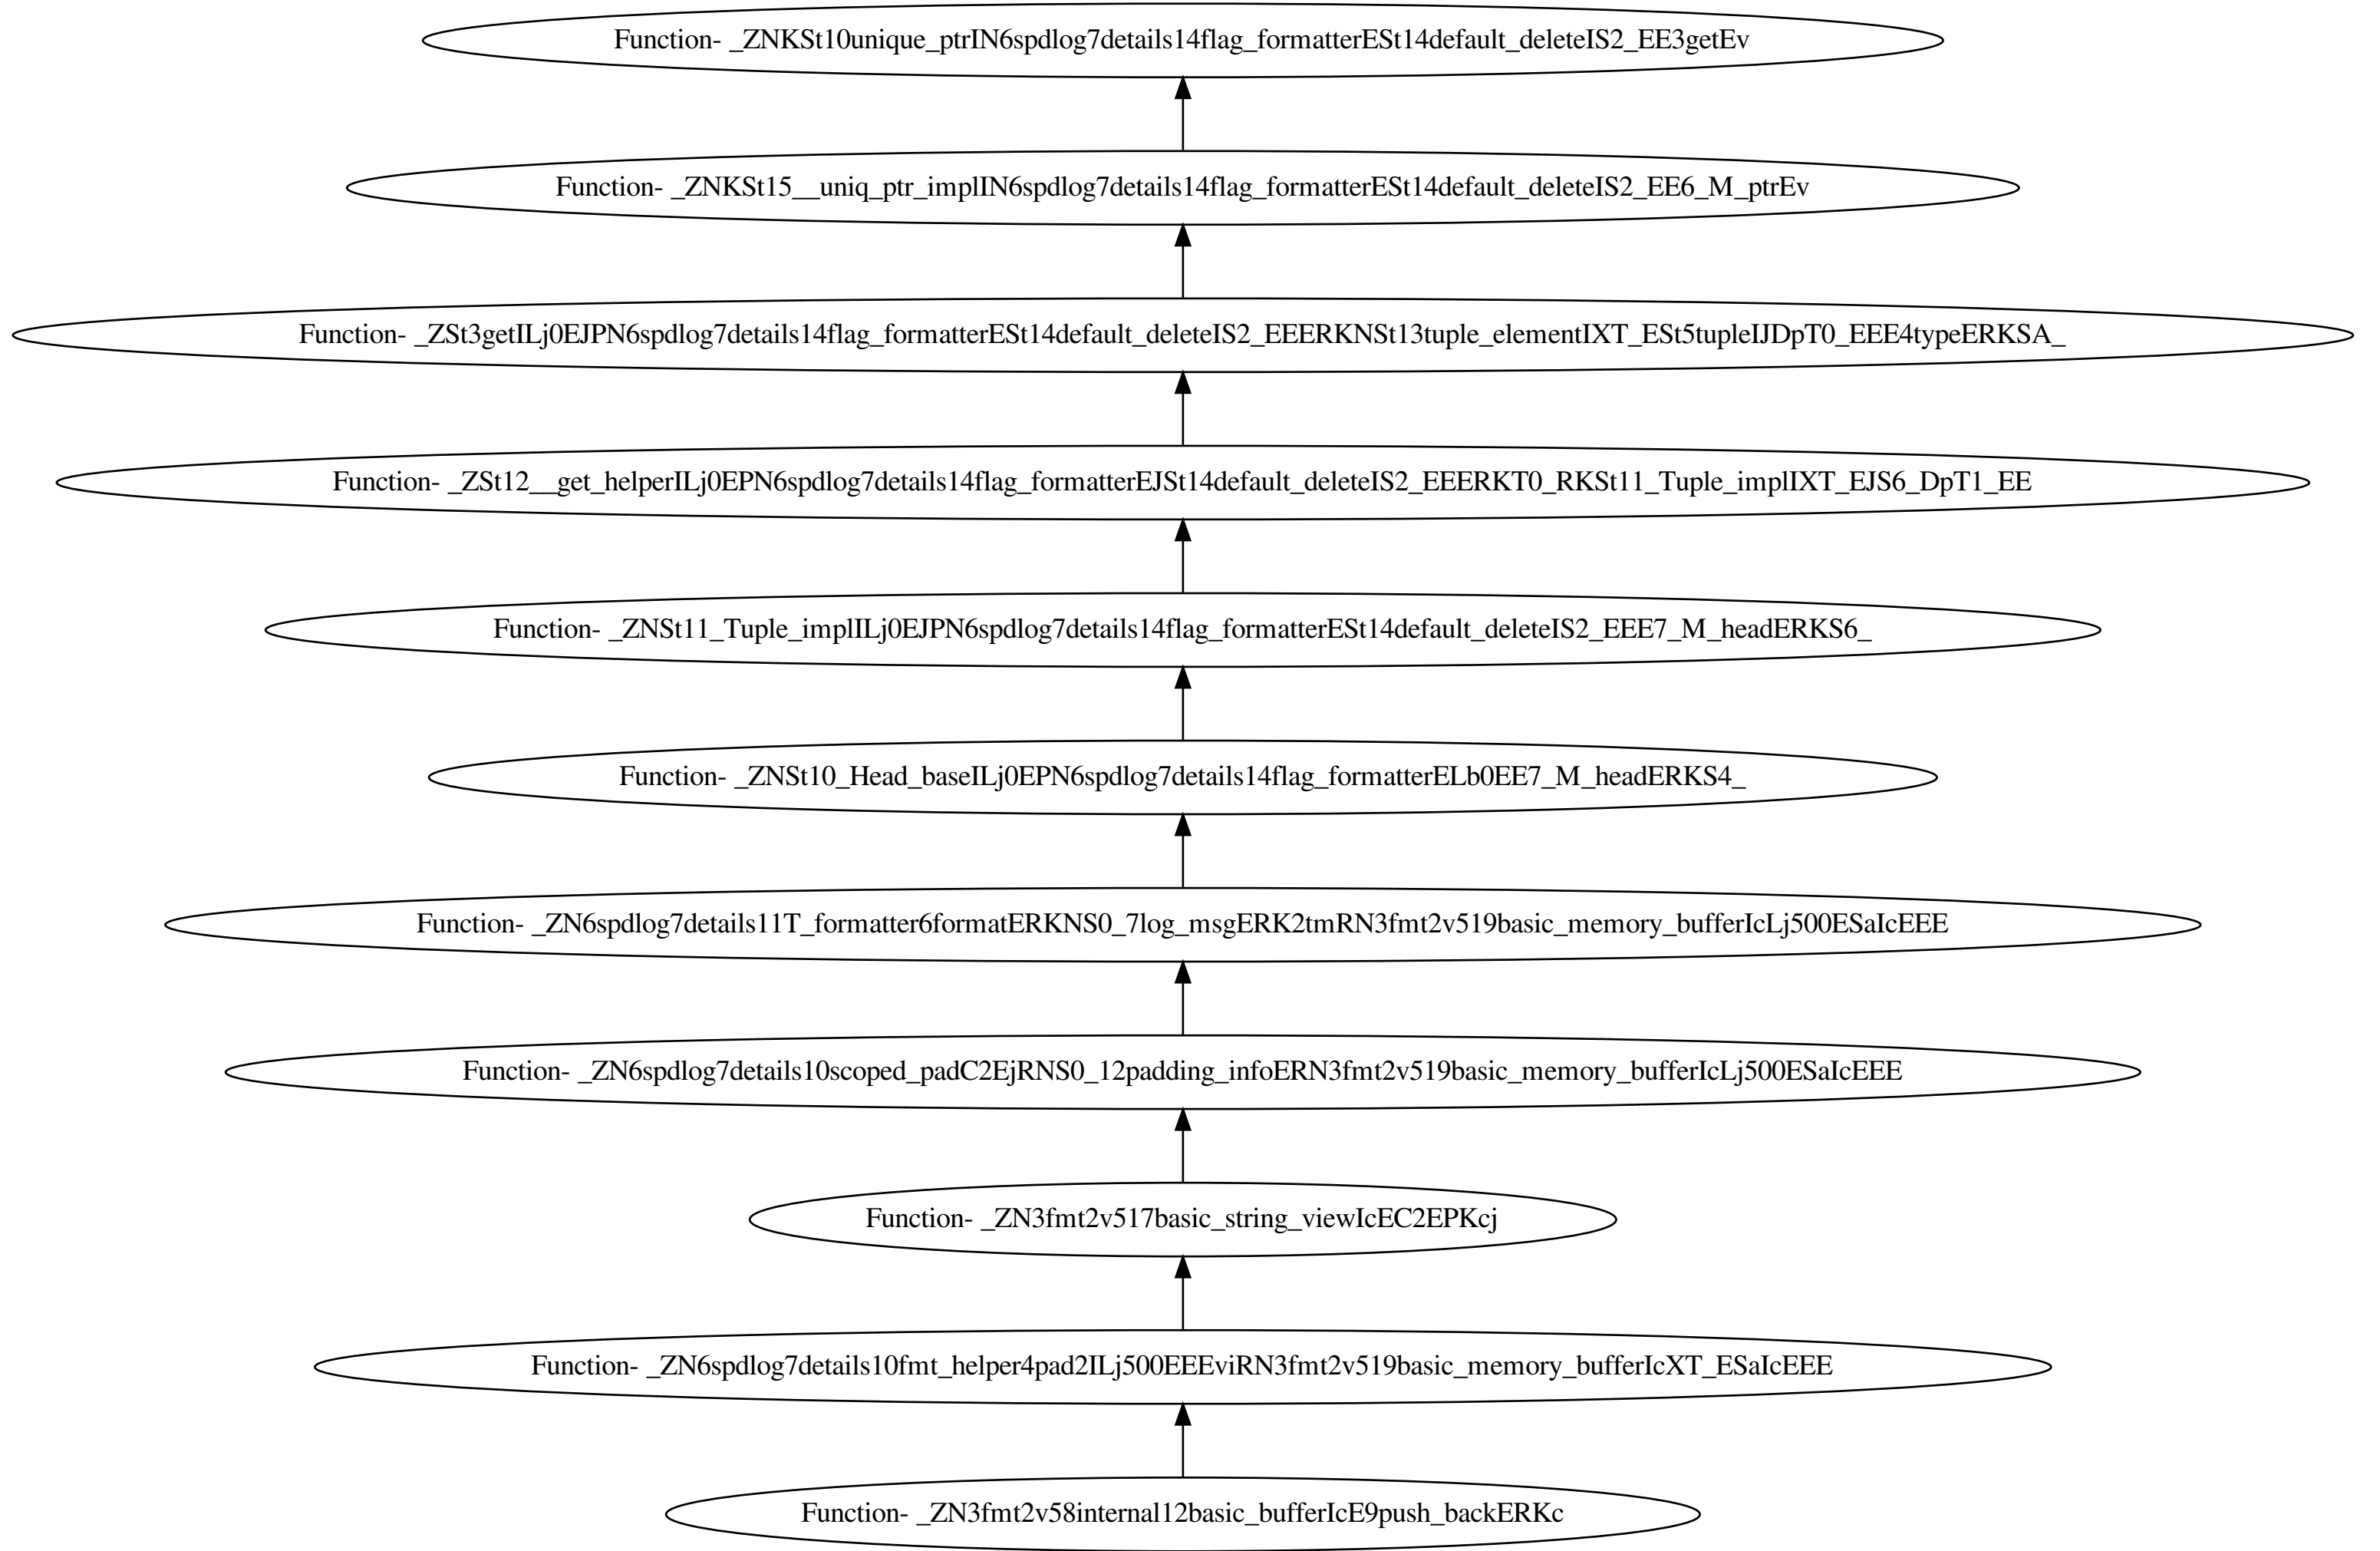 Function- _ZNKSt10unique_ptrIN6spdlog7details14flag_formatterESt14default_deleteIS2_EE3getEv
Function- _ZNKSt15__uniq_ptr_implIN6spdlog7details14flag_formatterESt14default_deleteIS2_EE6_M_ptrEv
Function- _ZSt3getILj0EJPN6spdlog7details14flag_formatterESt14default_deleteIS2_EEERKNSt13tuple_elementIXT_ESt5tupleIJDpT0_EEE4typeERKSA_
Function- _ZSt12__get_helperILj0EPN6spdlog7details14flag_formatterEJSt14default_deleteIS2_EEERKT0_RKSt11_Tuple_implIXT_EJS6_DpT1_EE
Function- _ZNSt11_Tuple_implILj0EJPN6spdlog7details14flag_formatterESt14default_deleteIS2_EEE7_M_headERKS6_
Function- _ZNSt10_Head_baseILj0EPN6spdlog7details14flag_formatterELb0EE7_M_headERKS4_
Function- _ZN6spdlog7details11T_formatter6formatERKNS0_7log_msgERK2tmRN3fmt2v519basic_memory_bufferIcLj500ESaIcEEE
Function- _ZN6spdlog7details10scoped_padC2EjRNS0_12padding_infoERN3fmt2v519basic_memory_bufferIcLj500ESaIcEEE
Function- _ZN3fmt2v517basic_string_viewIcEC2EPKcj
Function- _ZN6spdlog7details10fmt_helper4pad2ILj500EEEviRN3fmt2v519basic_memory_bufferIcXT_ESaIcEEE
Function- _ZN3fmt2v58internal12basic_bufferIcE9push_backERKc